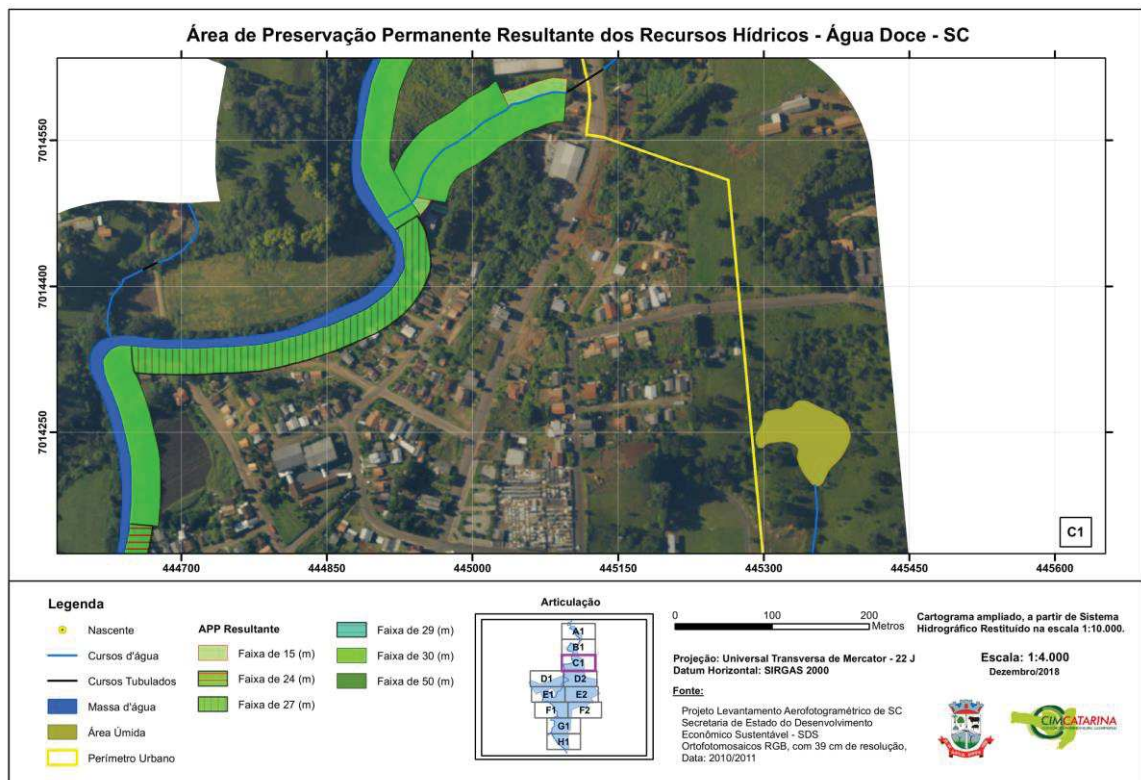 Área de Preservação Permanente Resultante dos Recursos Hídricos - Água Doce - SC
7014550
7014400
7014250
C1
444700
444850
445000
445150
445300
445450
445600
Legenda
Nascente
Cursos d'água
Cursos Tubulados
Massa d'água
Área Úmida
Perímetro Urbano
APP Resultante
Faixa de 15 (m)
Faixa de 24 (m)
Faixa de 27 (m)
Faixa de 29 (m)
Faixa de 30 (m)
Faixa de 50 (m)
Articulação
A1
B1
C1
D1
D2
E1
E2
F1
F2
G1
H1
0
100
200
Metros
Projeção: Universal Transversa de Mercator - 22 J
Datum Horizontal: SIRGAS 2000
Fonte:
Projeto Levantamento Aerofotogramétrico de SC
Secretaria de Estado do Desenvolvimento
Econômico Sustentável - SDS
Ortofotomosaicos RGB, com 39 cm de resolução,
Data: 2010/2011
Cartograma ampliado, a partir de Sistema
Hidrográfico Restituído na escala 1:10.000.
Escala: 1:4.000
Dezembro/2018
CIMCATARINA